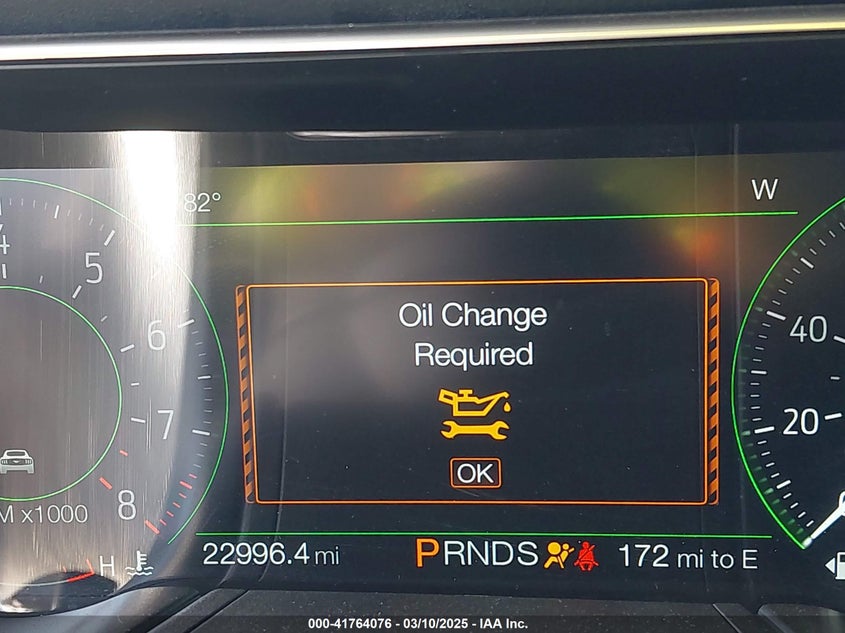 82°
W
4
5
6
7
8
M x1000
H
Oil Change
Required
OK
40
20
22996.4 mi
PRNDS
172 mi to E
000-41764076 - 03/10/2025 - IAA Inc.